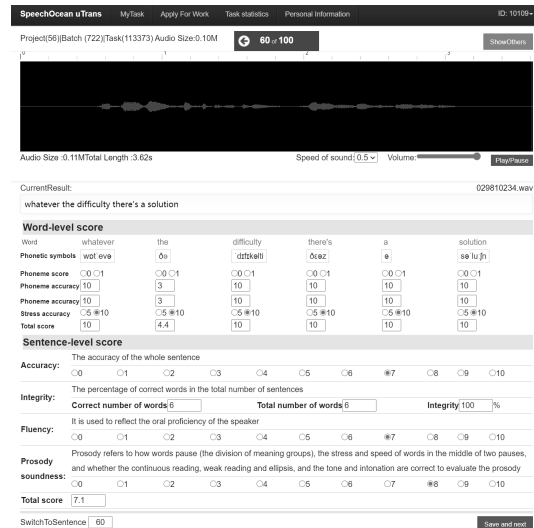 SpeechOcean uTrans MyTask Apply For Work Task statistics Personal Information ID: 10109
Project(56)|Batch (722)|Task(113373) Audio Size:0.10M 60 of 100 ShowOthers
0 1 2 3
Audio Size :0.11MTotal Length :3.62s Speed of sound: 0.5 Volume: Play/Pause
CurrentResult: 029810234.wav
whatever the difficulty there's a solution
Word-level score
Word whatever the difficulty there's a solution
Phonetic symbols wɒtˈevə ðə ˈdɪfɪkəlti ðɛəz ə səˈluːʃn
Phoneme score 0 1 0 1 0 1 0 1 0 1 0 1
Phoneme accuracy 10 3 10 10 10 10
Phoneme accuracy 10 3 10 10 10 10
Stress accuracy 5 10 5 10 5 10 5 10 5 10 5 10
Total score 10 4.4 10 10 10 10
Sentence-level score
Accuracy: The accuracy of the whole sentence
0 1 2 3 4 5 6 7 8 9 10
Integrity: The percentage of correct words in the total number of sentences
Correct number of words 6 Total number of words 6 Integrity 100 %
Fluency: It is used to reflect the oral proficiency of the speaker
0 1 2 3 4 5 6 7 8 9 10
Prosody soundness: Prosody refers to how words pause (the division of meaning groups), the stress and speed of words in the middle of two pauses,
and whether the continuous reading, weak reading and ellipsis, and the tone and intonation are correct to evaluate the prosody
0 1 2 3 4 5 6 7 8 9 10
Total score 7.1
SwitchToSentence 60 Save and next